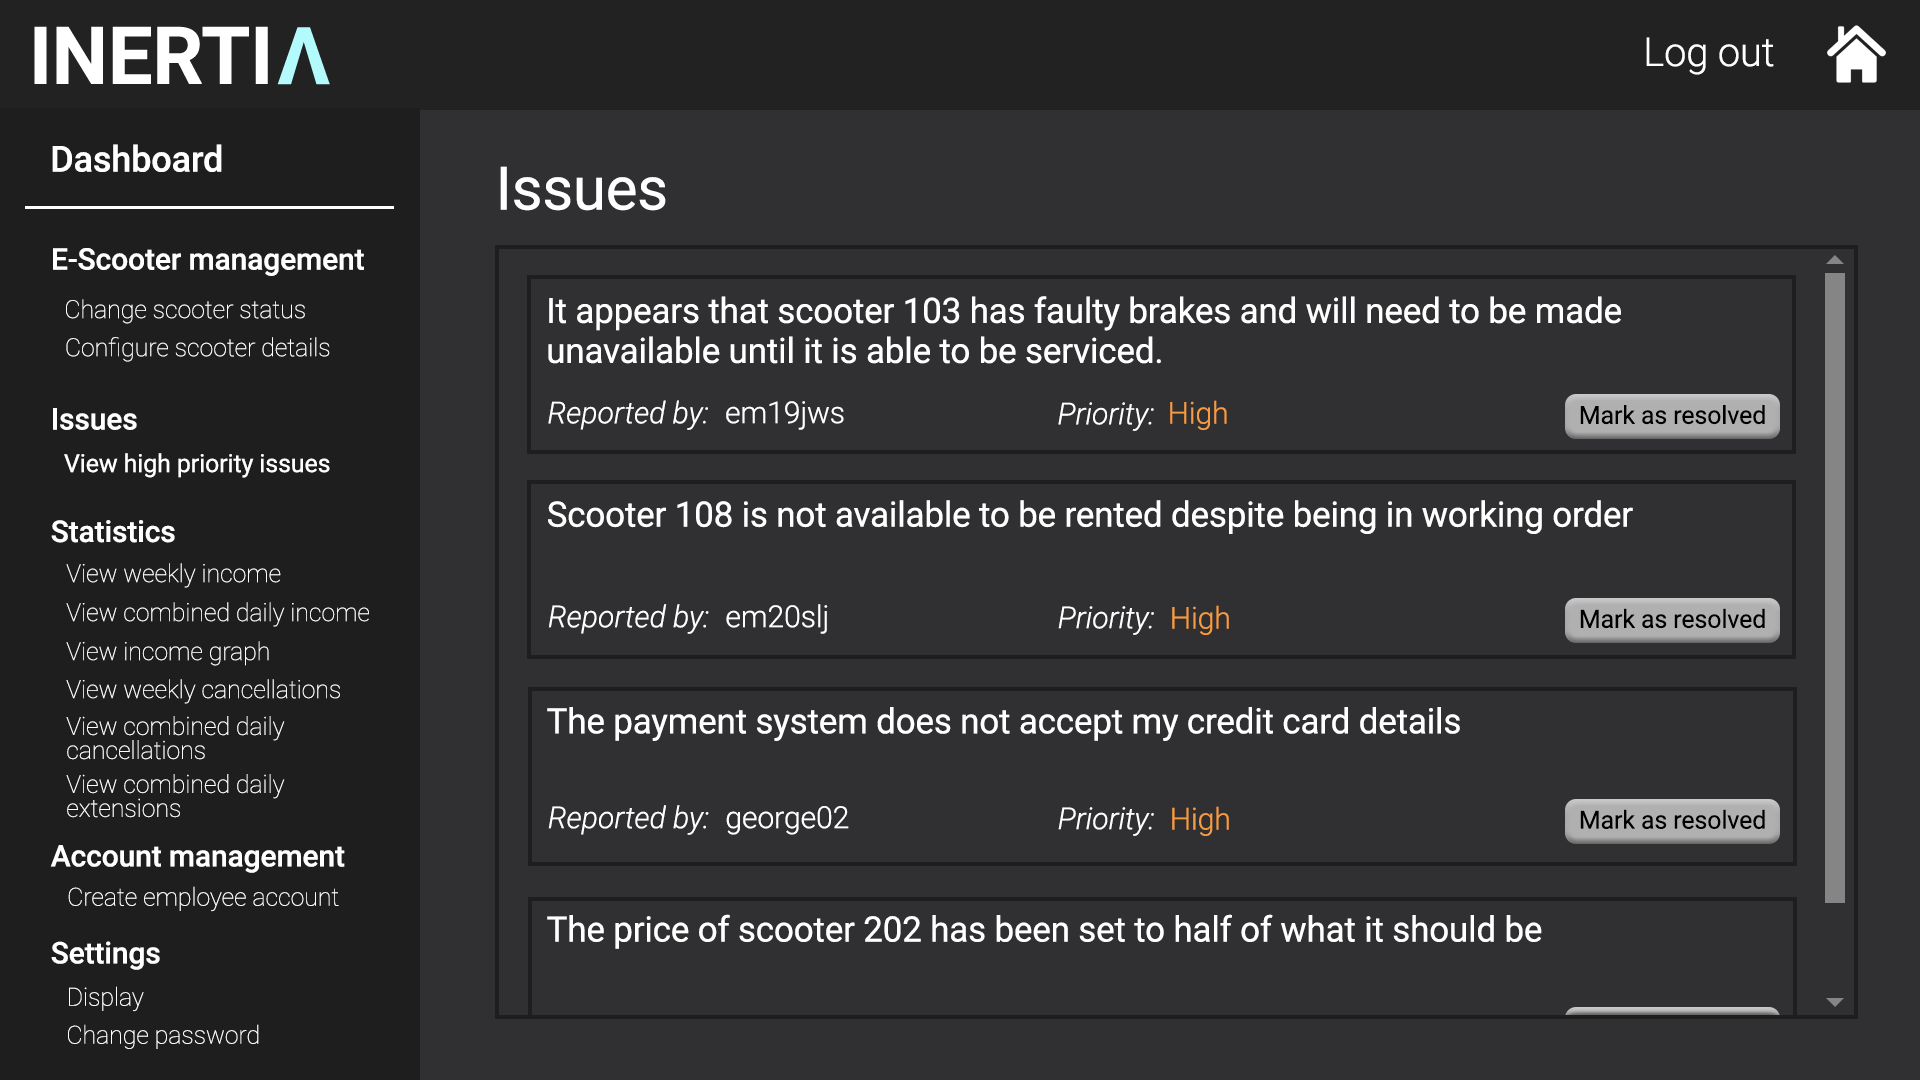 INERTIA
Log out
Dashboard
E-Scooter management
Change scooter status
Configure scooter details
Issues
View high priority issues
Statistics
View weekly income
View combined daily income
View income graph
View weekly cancellations
View combined daily
cancellations
View combined daily
extensions
Account management
Create employee account
Settings
Display
Change password
Issues
It appears that scooter 103 has faulty brakes and will need to be made
unavailable until it is able to be serviced.
Reported by: em19jws Priority: High Mark as resolved
Scooter 108 is not available to be rented despite being in working order
Reported by: em20slj Priority: High Mark as resolved
The payment system does not accept my credit card details
Reported by: george02 Priority: High Mark as resolved
The price of scooter 202 has been set to half of what it should be